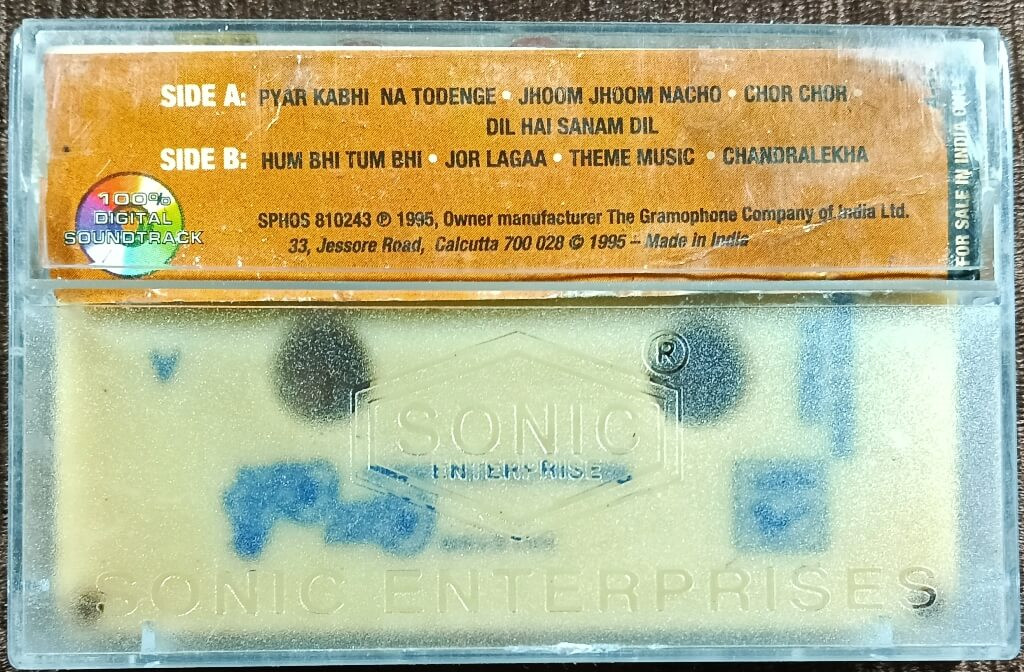 SIDE A: PYAR KABHI NA TODENGE • JHOOM JHOOM NACHO • CHOR CHOR •
DIL HAI SANAM DIL
SIDE B: HUM BHI TUM BHI • JOR LAGAA • THEME MUSIC • CHANDRALEKHA
100%
DIGITAL
SOUNDTRACK
SPHOS 810243 ℗ 1995, Owner manufacturer The Gramophone Company of India Ltd.
33, Jessore Road, Calcutta 700 028 © 1995 – Made in India
FOR SALE IN INDIA ONLY
®
SONIC
ENTERPRISE
SONIC ENTERPRISES